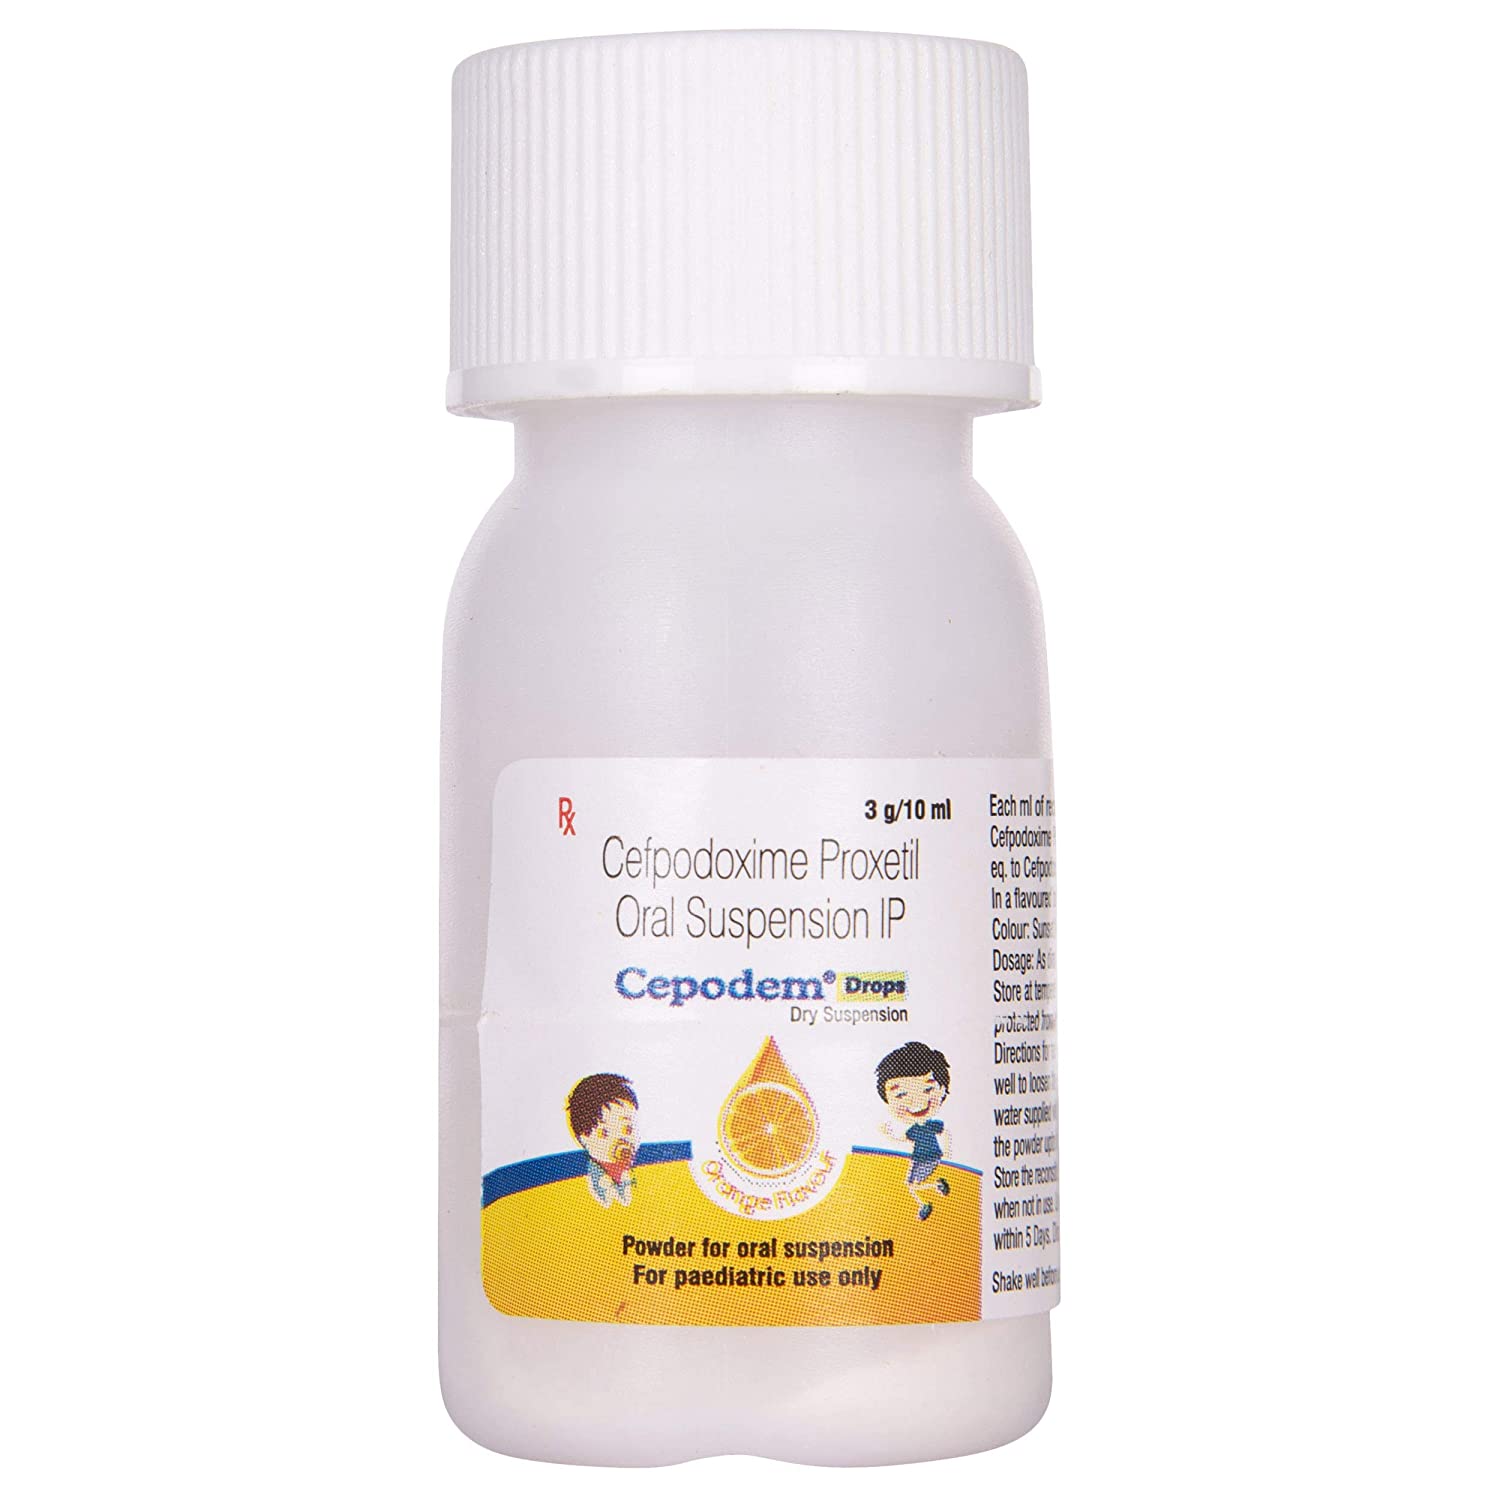 Rx
3 g/10 ml
Cefpodoxime Proxetil
Oral Suspension IP
Cepodem® Drops
Dry Suspension
Orange Flavour
Powder for oral suspension
For paediatric use only
Each ml of
Cefpodoxime
eq. to
In a flavoured
Colour:
Dosage: As
Store at
protected
Directions for
well to loosen
water supplied
the powder
Store the
when not in use.
within 5 Days.
Shake well